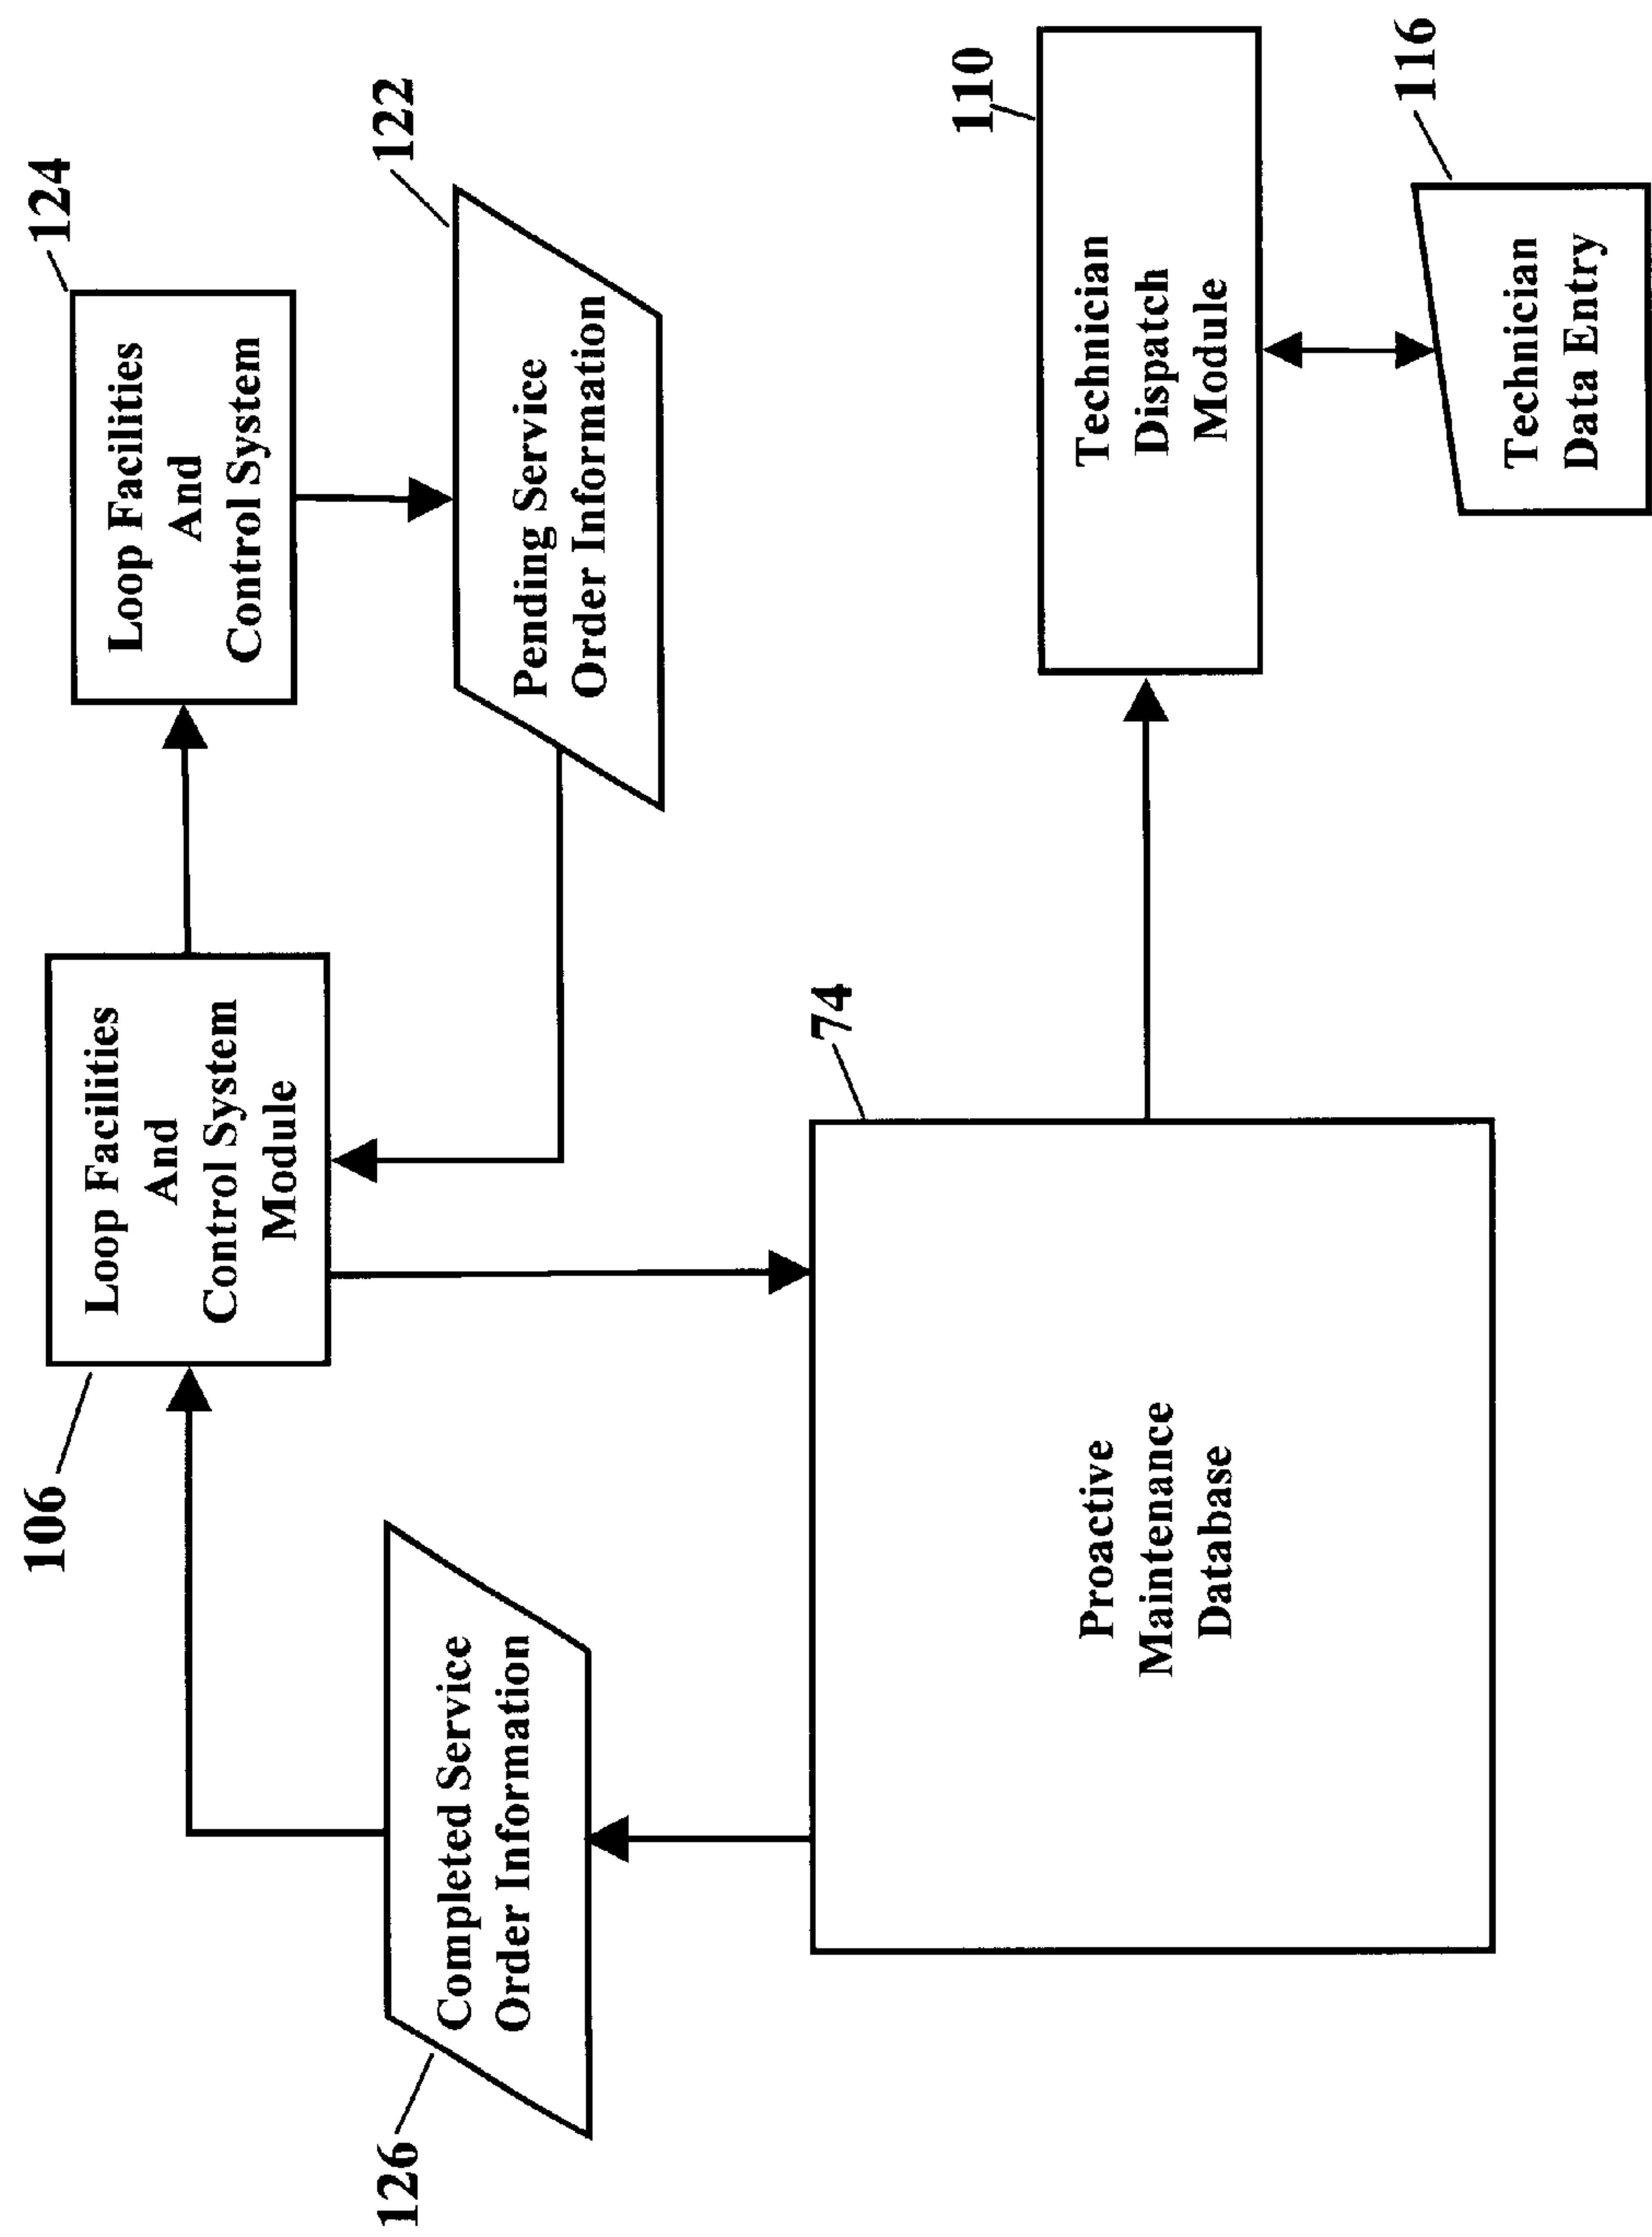 106
Loop Facilities
And
Control System
Module
124
Loop Facilities
And
Control System
126
Completed Service
Order Information
122
Pending Service
Order Information
74
Proactive
Maintenance
Database
110
Technician
Dispatch
Module
116
Technician
Data Entry